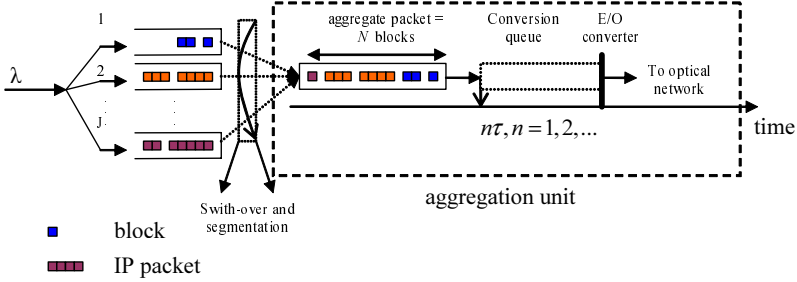 1
λ
2
J
aggregate packet =
N blocks
Conversion
queue
E/O
converter
To optical
network
nτ, n = 1, 2, ...
time
aggregation unit
Swith-over and
segmentation
block
IP packet